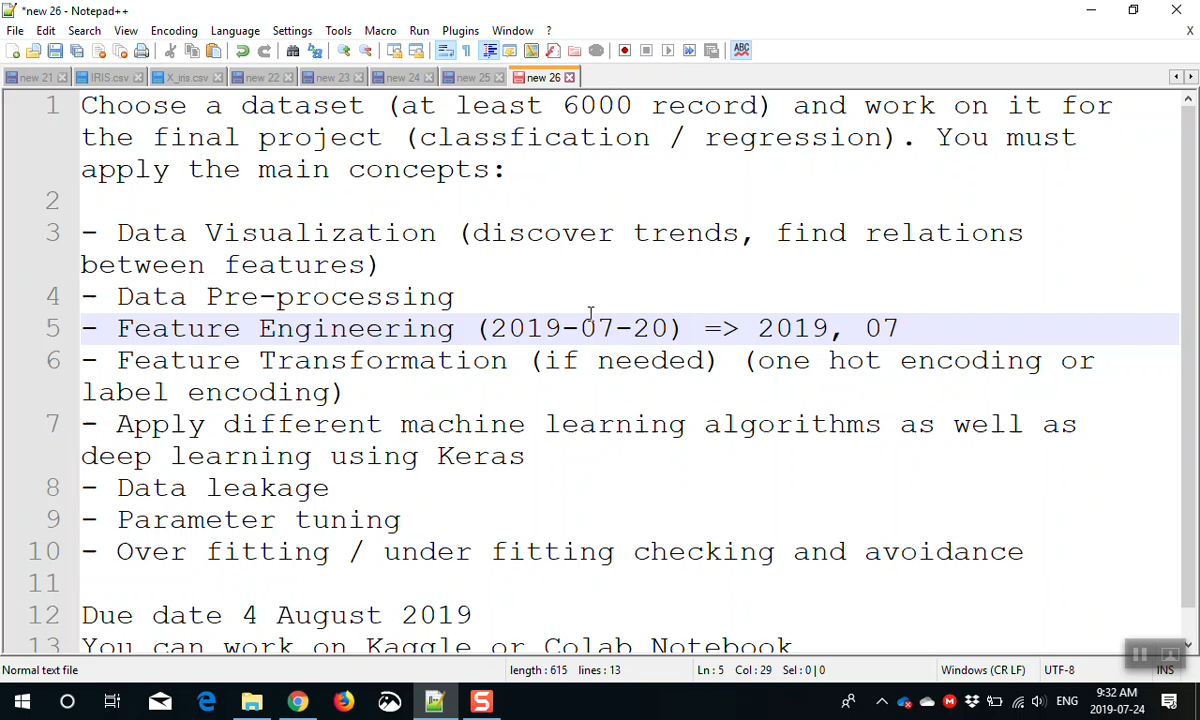 *new 26 - Notepad++
File Edit Search View Encoding Language Settings Tools Macro Run Plugins Window ? X
new 21 IRIS.csv X_iris.csv new 22 new 23 new 24 new 25 new 26
1 Choose a dataset (at least 6000 record) and work on it for
the final project (classfication / regression). You must
apply the main concepts:
2
3 - Data Visualization (discover trends, find relations
between features)
4 - Data Pre-processing
5 - Feature Engineering (2019-07-20) => 2019, 07
6 - Feature Transformation (if needed) (one hot encoding or
label encoding)
7 - Apply different machine learning algorithms as well as
deep learning using Keras
8 - Data leakage
9 - Parameter tuning
10 - Over fitting / under fitting checking and avoidance
11
12 Due date 4 August 2019
13 You can work on Kaggle or Colab Notebook
Normal text file length : 615 lines : 13 Ln : 5 Col : 29 Sel : 0 | 0 Windows (CR LF) UTF-8 INS
ENG 9:32 AM
2019-07-24